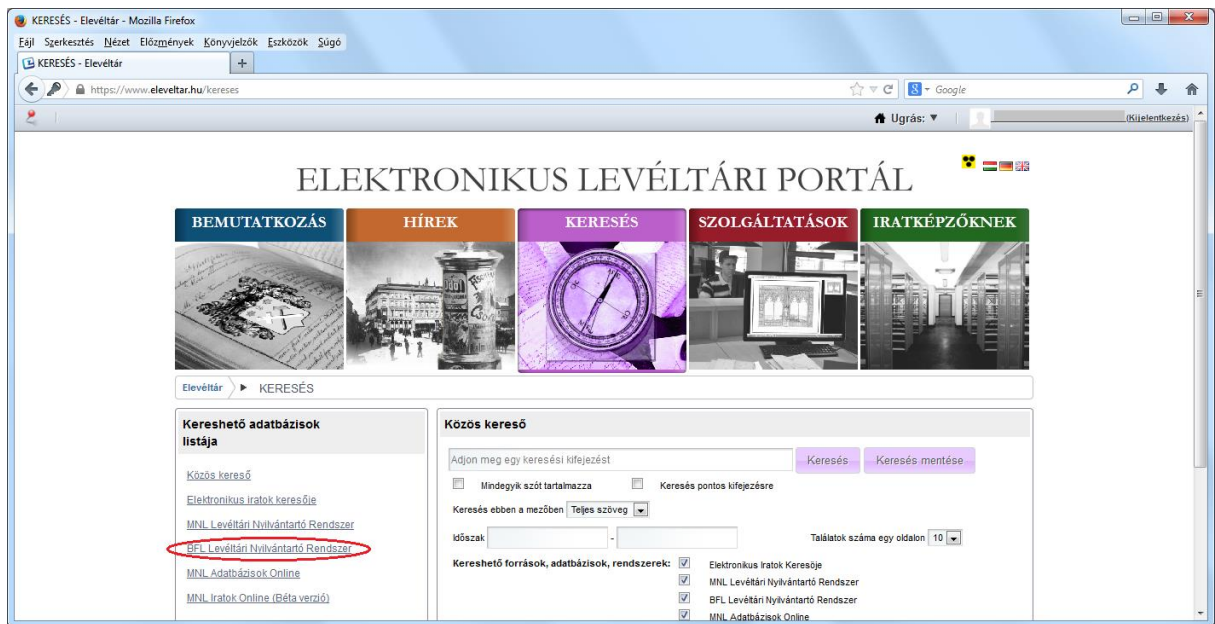 KERESÉS - Elevéltár - Mozilla Firefox
Fájl Szerkesztés Nézet Előzmények Könyvjelzők Eszközök Súgó
KERESÉS - Elevéltár
https://www.eleveltar.hu/kereses
Google
Ugrás:
(Kijelentkezés)
ELEKTRONIKUS LEVÉLTÁRI PORTÁL
BEMUTATKOZÁS HÍREK KERESÉS SZOLGÁLTATÁSOK IRATKÉPZŐKNEK
Elevéltár KERESÉS
Kereshető adatbázisok
listája
Közös kereső
Elektronikus iratok keresője
MNL Levéltári Nyilvántartó Rendszer
BFL Levéltári Nyilvántartó Rendszer
MNL Adatbázisok Online
MNL Iratok Online (Béta verzió)
Közös kereső
Adjon meg egy keresési kifejezést Keresés Keresés mentése
Mindegyik szót tartalmazza Keresés pontos kifejezésre
Keresés ebben a mezőben Teljes szöveg
Időszak - Találatok száma egy oldalon 10
Kereshető források, adatbázisok, rendszerek: Elektronikus Iratok Keresője
MNL Levéltári Nyilvántartó Rendszer
BFL Levéltári Nyilvántartó Rendszer
MNL Adatbázisok Online